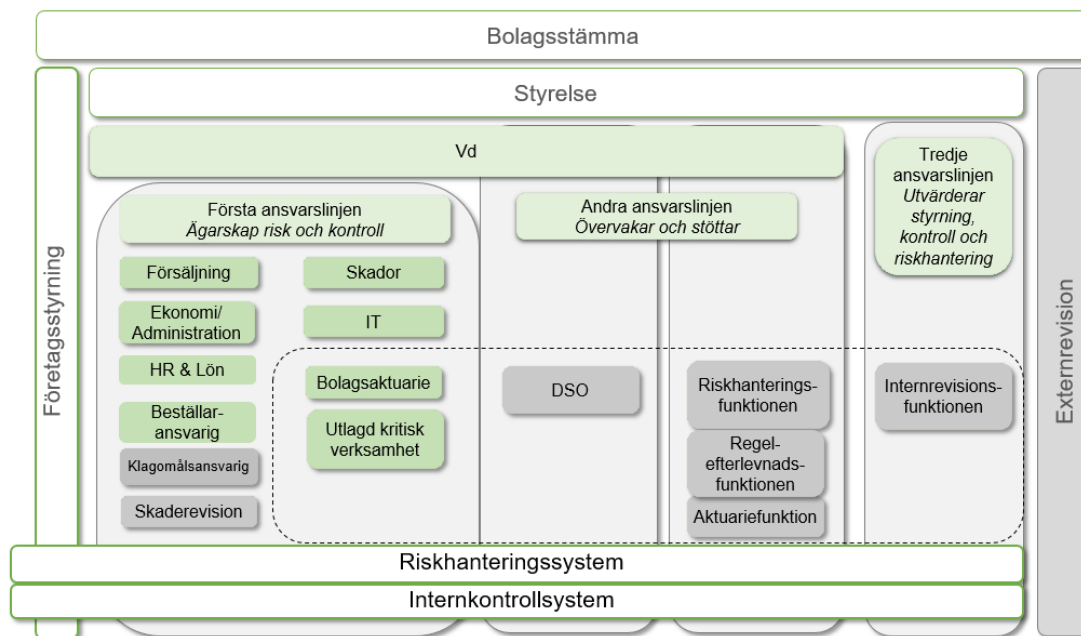 Bolagsstämma
Företagsstyrning
Styrelse
Externrevision
Vd
Första ansvarslinjen
Ägarskap risk och kontroll
Försäljning
Ekonomi/
Administration
HR & Lön
Beställar-
ansvarig
Klagomålsansvarig
Skaderevision
Skador
IT
Bolagsaktuarie
Utlagd kritisk
verksamhet
Andra ansvarslinjen
Övervakar och stöttar
DSO
Riskhanterings-
funktionen
Regel-
efterlevnads-
funktionen
Aktuariefunktion
Tredje
ansvarslinjen
Utvärderar
styrning,
kontroll och
riskhantering
Internrevisions-
funktionen
Riskhanteringssystem
Internkontrollsystem